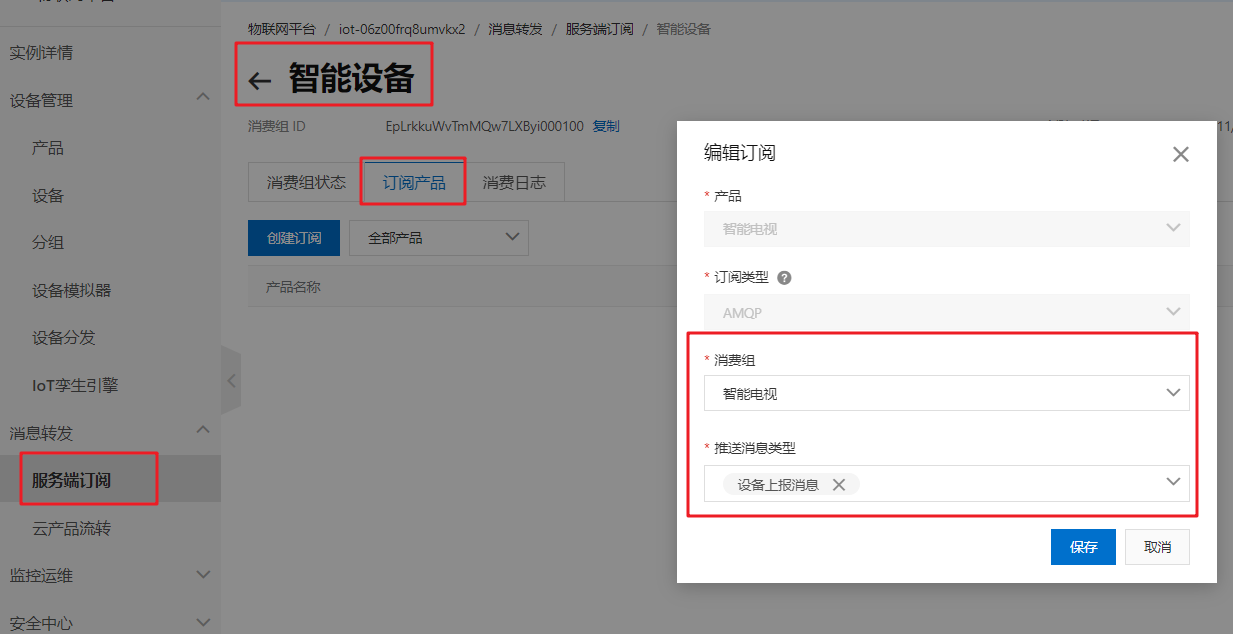 物联网平台 / iot-06z00frq8umvkx2 / 消息转发 / 服务端订阅 / 智能设备
实例详情
设备管理
产品
设备
分组
设备模拟器
设备分发
IoT孪生引擎
消息转发
服务端订阅
云产品流转
监控运维
安全中心
← 智能设备
消费组 ID EpLrkkuWvTmMQw7LXByi000100 复制
消费组状态 订阅产品 消费日志
创建订阅 全部产品
产品名称
11/
编辑订阅
* 产品
智能电视
* 订阅类型 ?
AMQP
* 消费组
智能电视
* 推送消息类型
设备上报消息
保存 取消